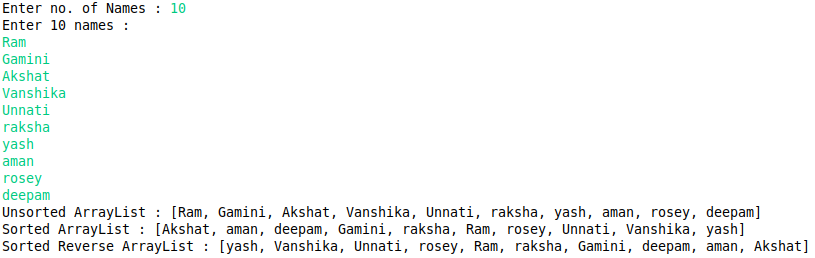 Enter no. of Names : 10
Enter 10 names :
Ram
Gamini
Akshat
Vanshika
Unnati
raksha
yash
aman
rosey
deepam
Unsorted ArrayList : [Ram, Gamini, Akshat, Vanshika, Unnati, raksha, yash, aman, rosey, deepam]
Sorted ArrayList : [Akshat, aman, deepam, Gamini, raksha, Ram, rosey, Unnati, Vanshika, yash]
Sorted Reverse ArrayList : [yash, Vanshika, Unnati, rosey, Ram, raksha, Gamini, deepam, aman, Akshat]